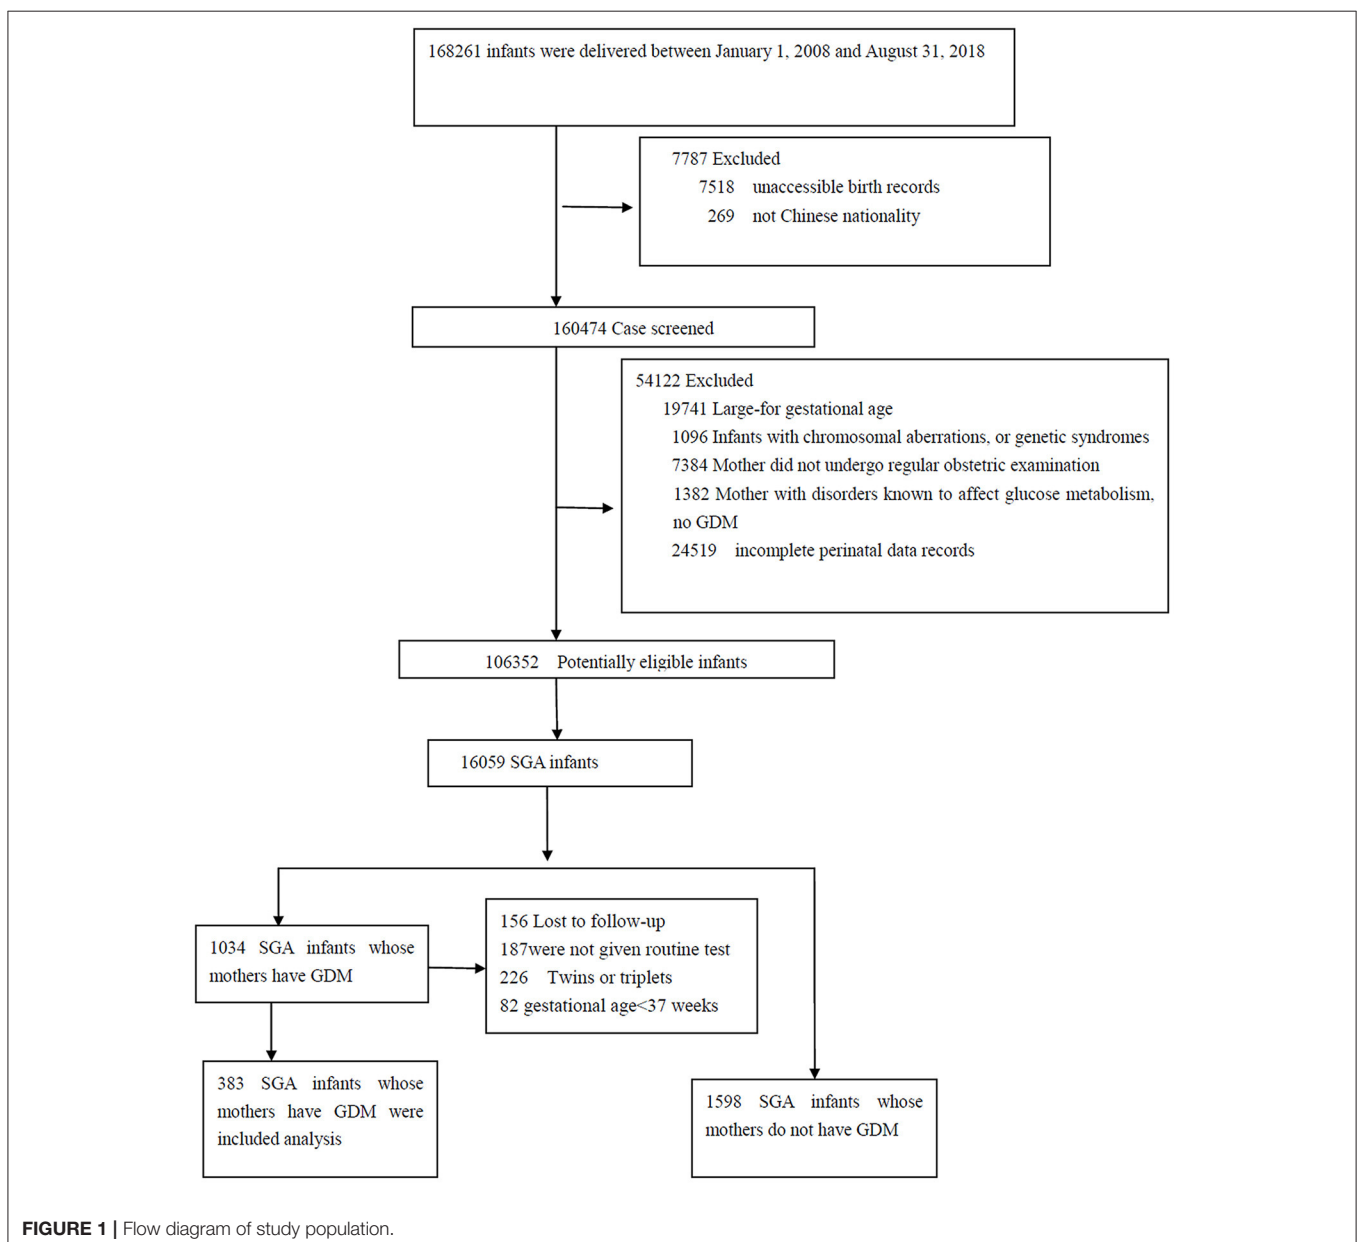 168261 infants were delivered between January 1, 2008 and August 31, 2018
7787 Excluded
7518 unaccessible birth records
269 not Chinese nationality
160474 Case screened
54122 Excluded
19741 Large-for gestational age
1096 Infants with chromosomal aberrations, or genetic syndromes
7384 Mother did not undergo regular obstetric examination
1382 Mother with disorders known to affect glucose metabolism,
no GDM
24519 incomplete perinatal data records
106352 Potentially eligible infants
16059 SGA infants
1034 SGA infants whose
mothers have GDM
156 Lost to follow-up
187were not given routine test
226 Twins or triplets
82 gestational age<37 weeks
383 SGA infants whose
mothers have GDM were
included analysis
1598 SGA infants whose
mothers do not have GDM
FIGURE 1 | Flow diagram of study population.